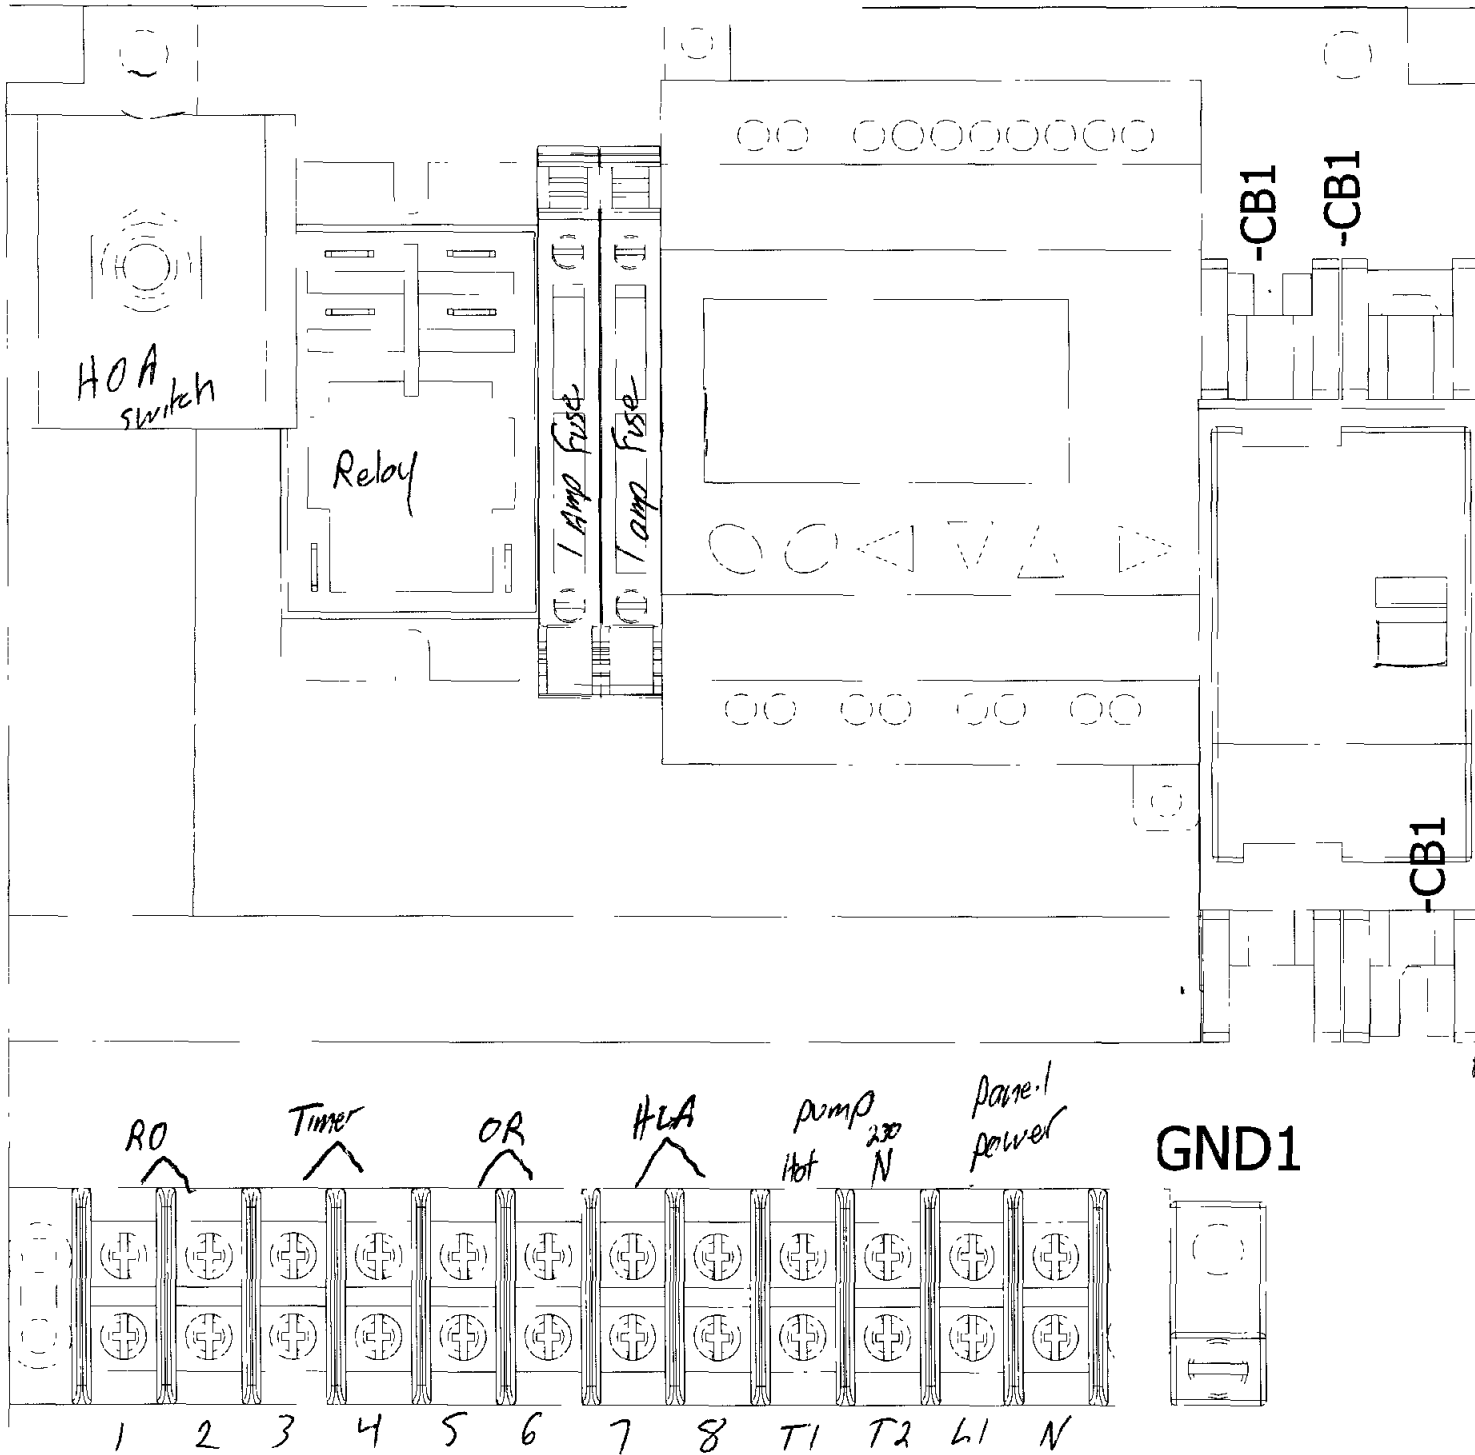 -CB1
-CB1
HOA
switch
Relay
1 Amp Fuse
1 amp Fuse
-CB1
RO
Timer
OR
HLA
pump
Hot
230
N
panel
power
GND1
1 2 3 4 5 6 7 8 T1 T2 L1 N